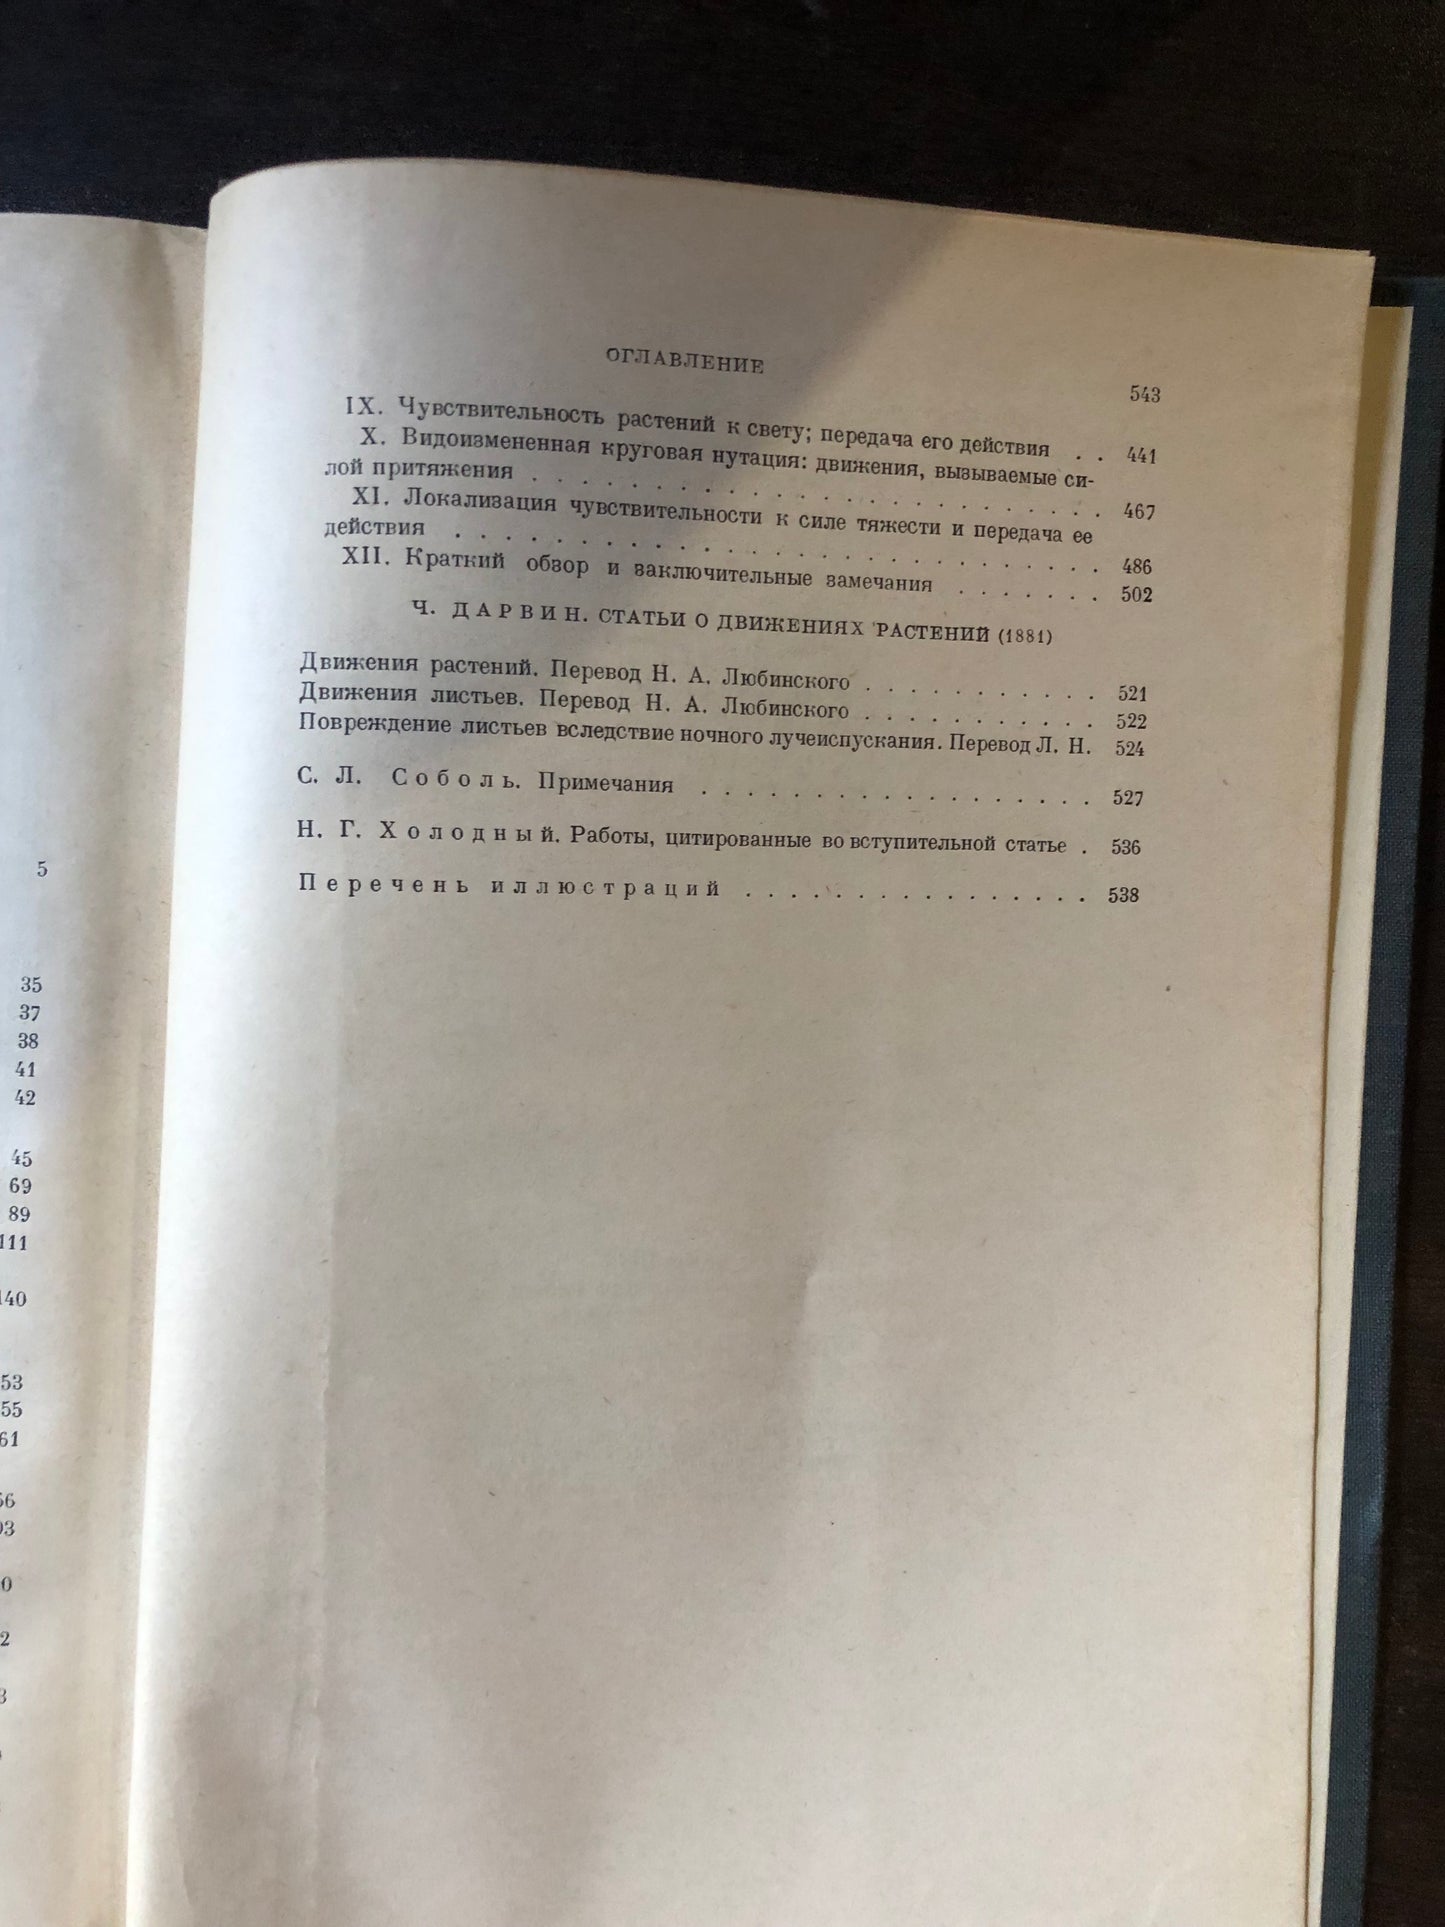 5
35
37
38
41
42
45
69
89
111
140
53
55
61
ОГЛАВЛЕНИЕ 543
IX. Чувствительность растений к свету; передача его действия . . 441
X. Видоизмененная круговая нутация: движения, вызываемые си-
лой притяжения . . . . . . . . . . . . . . . . . . . . 467
XI. Локализация чувствительности к силе тяжести и передача ее
действия . . . . . . . . . . . . . . . . . . . . . . 486
XII. Краткий обзор и заключительные замечания . . . . . . . 502
Ч. ДАРВИН. СТАТЬИ О ДВИЖЕНИЯХ РАСТЕНИЙ (1881)
Движения растений. Перевод Н. А. Любинского . . . . . . . . . . . 521
Движения листьев. Перевод Н. А. Любинского . . . . . . . . . . . 522
Повреждение листьев вследствие ночного лучеиспускания. Перевод Л. Н. 524
С. Л. Соболь. Примечания . . . . . . . . . . . . . . . . . . 527
Н. Г. Холодный. Работы, цитированные во вступительной статье . 536
Перечень иллюстраций . . . . . . . . . . . . . . . . 538